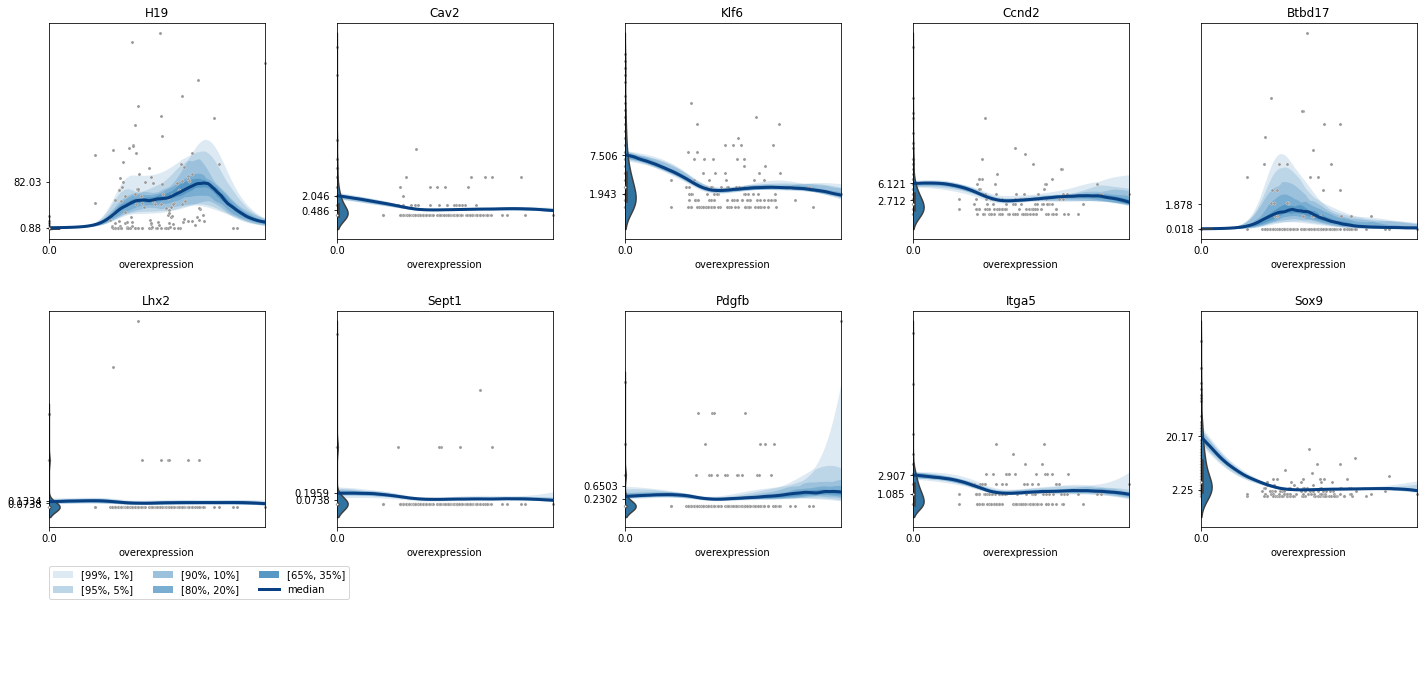 H19
Cav2
Klf6
Ccnd2
Btbd17
82.03
0.88
2.046
0.486
7.506
1.943
6.121
2.712
1.878
0.018
0.0
0.0
0.0
0.0
0.0
overexpression
overexpression
overexpression
overexpression
overexpression
Lhx2
Sept1
Pdgfb
Itga5
Sox9
0.1334
0.0738
0.1959
0.0738
0.6503
0.2302
2.907
1.085
20.17
2.25
0.0
0.0
0.0
0.0
0.0
overexpression
overexpression
overexpression
overexpression
overexpression
[99%, 1%] [90%, 10%] [65%, 35%]
[95%, 5%] [80%, 20%] median